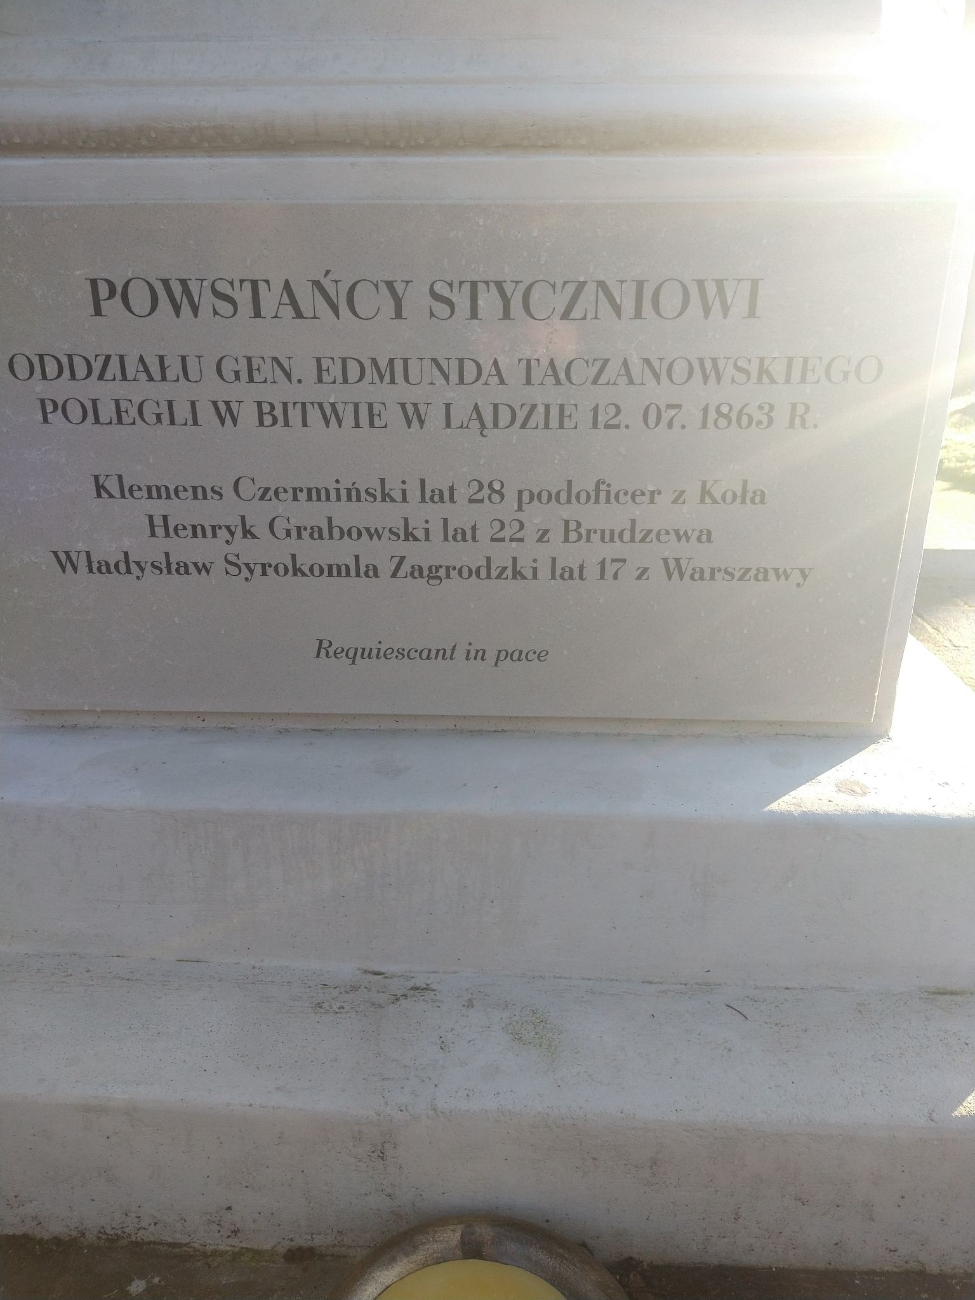 POWSTAŃCY STYCZNIOWI
ODDZIAŁU GEN. EDMUNDA TACZANOWSKIEGO
POLEGLI W BITWIE W LĄDZIE 12. 07. 1863 R.
Klemens Czermiński lat 28 podoficer z Koła
Henryk Grabowski lat 22 z Brudzewa
Władysław Syrokomla Zagrodzki lat 17 z Warszawy
Requiescant in pace